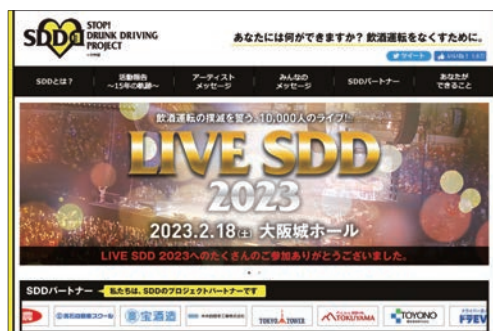 SDD
STOP!
DRUNK DRIVING
PROJECT
あなたには何ができますか? 飲酒運転をなくすために。
ツイート
いいね!
SDDとは?
活動報告
~15年の軌跡~
アーティスト
メッセージ
みんなの
メッセージ
SDDパートナー
あなたが
できること
飲酒運転の撲滅を誓う、10,000人のライブ!!
LIVE SDD
2023
2023.2.18(土) 大阪城ホール
LIVE SDD 2023へのたくさんのご参加ありがとうございました。
SDDパートナー
私たちは、SDDのプロジェクトパートナーです
宝酒造
TOKYO TOWER
TOKUYAMA
TOYONO